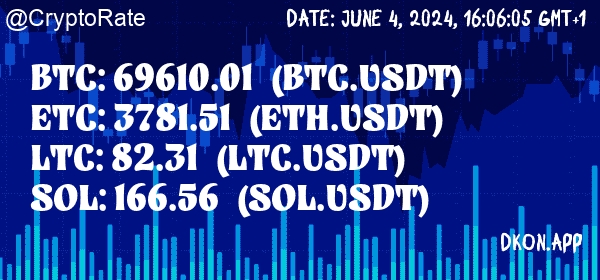 @CryptoRate
DATE: JUNE 4, 2024, 16:06:05 GMT+1
BTC: 69610.01 (BTC.USDT)
ETC: 3781.51 (ETH.USDT)
LTC: 82.31 (LTC.USDT)
SOL: 166.56 (SOL.USDT)
DKON.APP